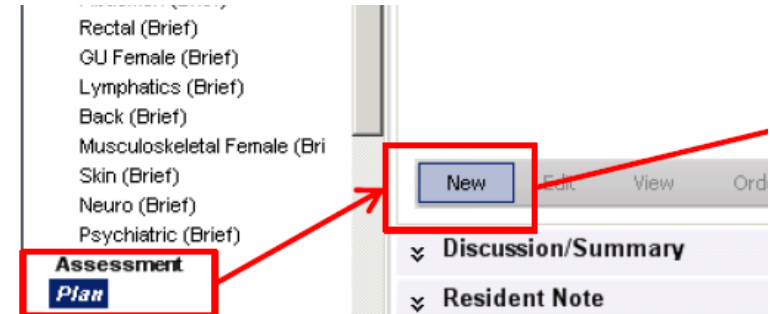 Rectal (Brief)
GU Female (Brief)
Lymphatics (Brief)
Back (Brief)
Musculoskeletal Female (Bri
Skin (Brief)
Neuro (Brief)
Psychiatric (Brief)
Assessment
Plan
New Edit View Ord
Discussion/Summary
Resident Note